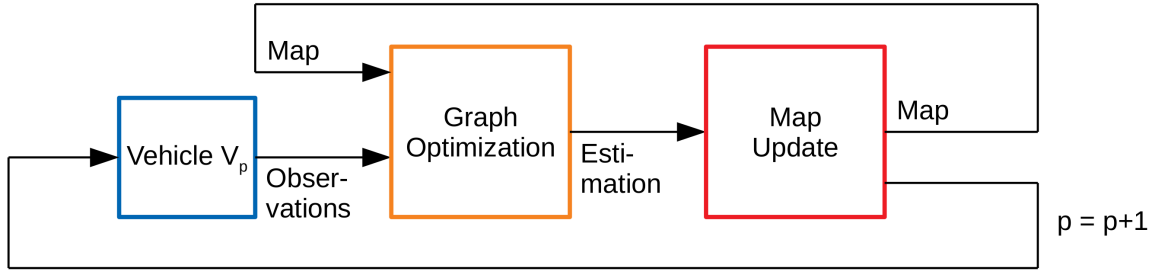 Map
Graph
Optimization
Map
Update
Map
Vehicle Vp
Obser-
vations
Esti-
mation
p = p+1